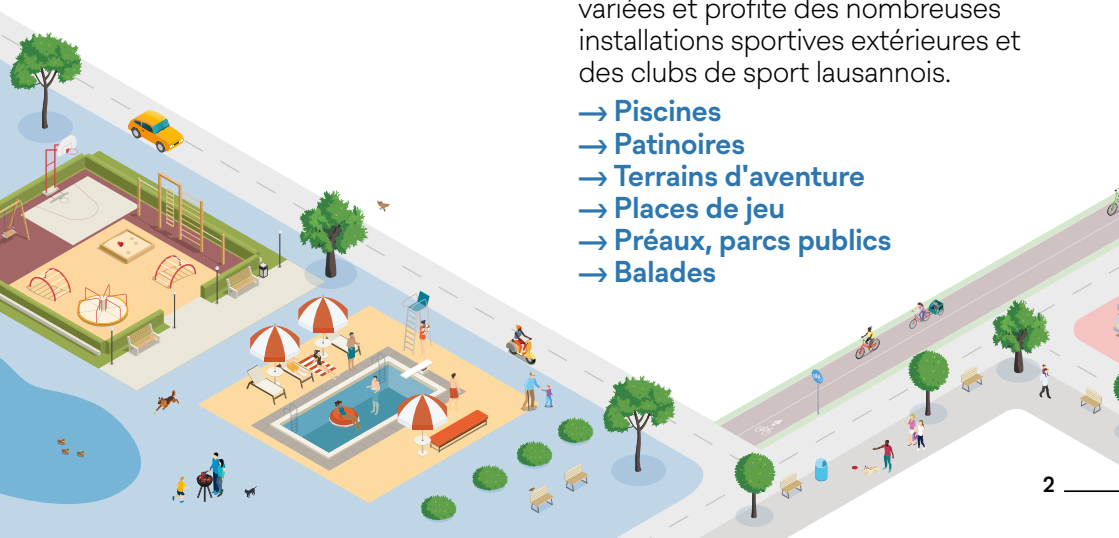 variées et profite des nombreuses
installations sportives extérieures et
des clubs de sport lausannois.
→ Piscines
→ Patinoires
→ Terrains d'aventure
→ Places de jeu
→ Préaux, parcs publics
→ Balades
2